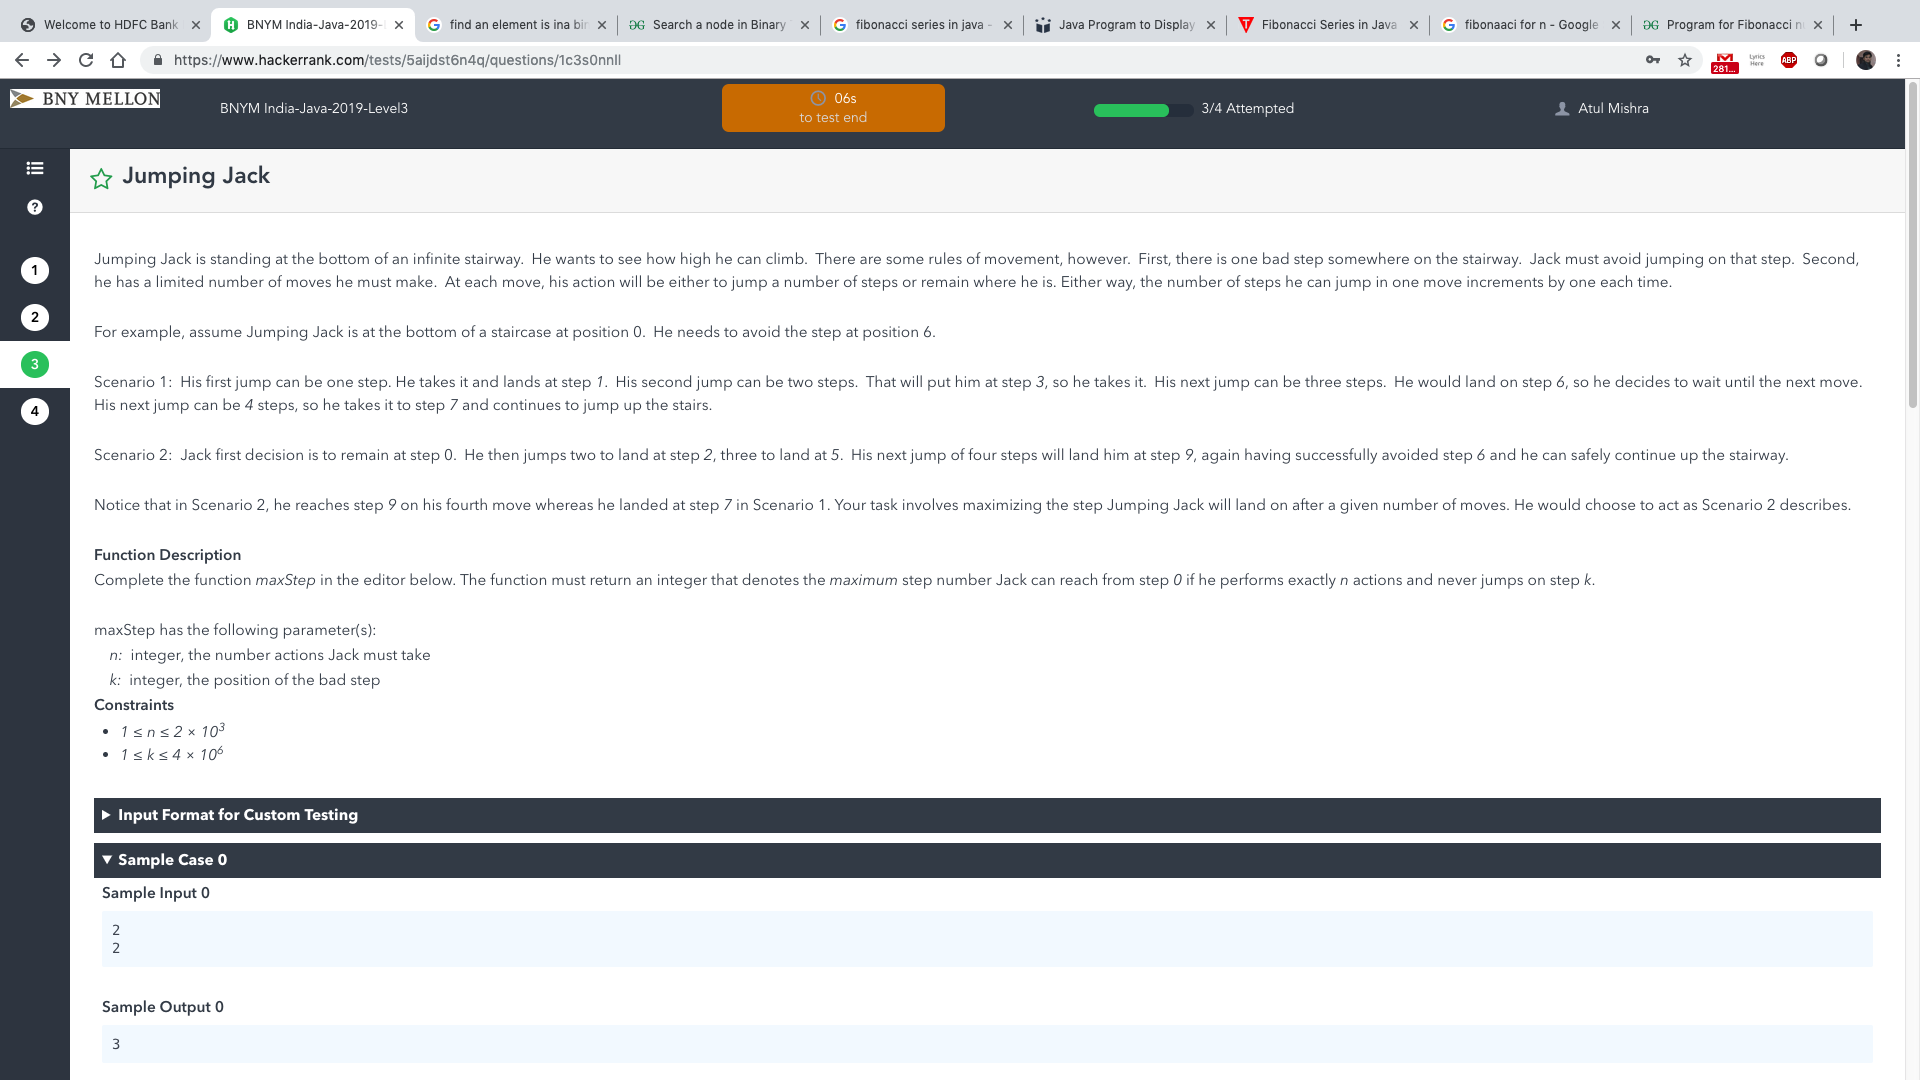 Welcome to HDFC Bank
BNYM India-Java-2019-
find an element is ina bin
Search a node in Binary
fibonacci series in java -
Java Program to Display
Fibonacci Series in Java
fibonaaci for n - Google
Program for Fibonacci n
https://www.hackerrank.com/tests/5aijdst6n4q/questions/1c3s0nnll
281...
Lyrics Here
ABP
BNY MELLON
BNYM India-Java-2019-Level3
06s
to test end
3/4 Attempted
Atul Mishra
Jumping Jack
1
2
3
4
Jumping Jack is standing at the bottom of an infinite stairway. He wants to see how high he can climb. There are some rules of movement, however. First, there is one bad step somewhere on the stairway. Jack must avoid jumping on that step. Second,
he has a limited number of moves he must make. At each move, his action will be either to jump a number of steps or remain where he is. Either way, the number of steps he can jump in one move increments by one each time.
For example, assume Jumping Jack is at the bottom of a staircase at position 0. He needs to avoid the step at position 6.
Scenario 1: His first jump can be one step. He takes it and lands at step 1. His second jump can be two steps. That will put him at step 3, so he takes it. His next jump can be three steps. He would land on step 6, so he decides to wait until the next move.
His next jump can be 4 steps, so he takes it to step 7 and continues to jump up the stairs.
Scenario 2: Jack first decision is to remain at step 0. He then jumps two to land at step 2, three to land at 5. His next jump of four steps will land him at step 9, again having successfully avoided step 6 and he can safely continue up the stairway.
Notice that in Scenario 2, he reaches step 9 on his fourth move whereas he landed at step 7 in Scenario 1. Your task involves maximizing the step Jumping Jack will land on after a given number of moves. He would choose to act as Scenario 2 describes.
Function Description
Complete the function maxStep in the editor below. The function must return an integer that denotes the maximum step number Jack can reach from step 0 if he performs exactly n actions and never jumps on step k.
maxStep has the following parameter(s):
n: integer, the number actions Jack must take
k: integer, the position of the bad step
Constraints
• 1 ≤ n ≤ 2 × 10³
• 1 ≤ k ≤ 4 × 10⁶
Input Format for Custom Testing
Sample Case 0
Sample Input 0
2
2
Sample Output 0
3